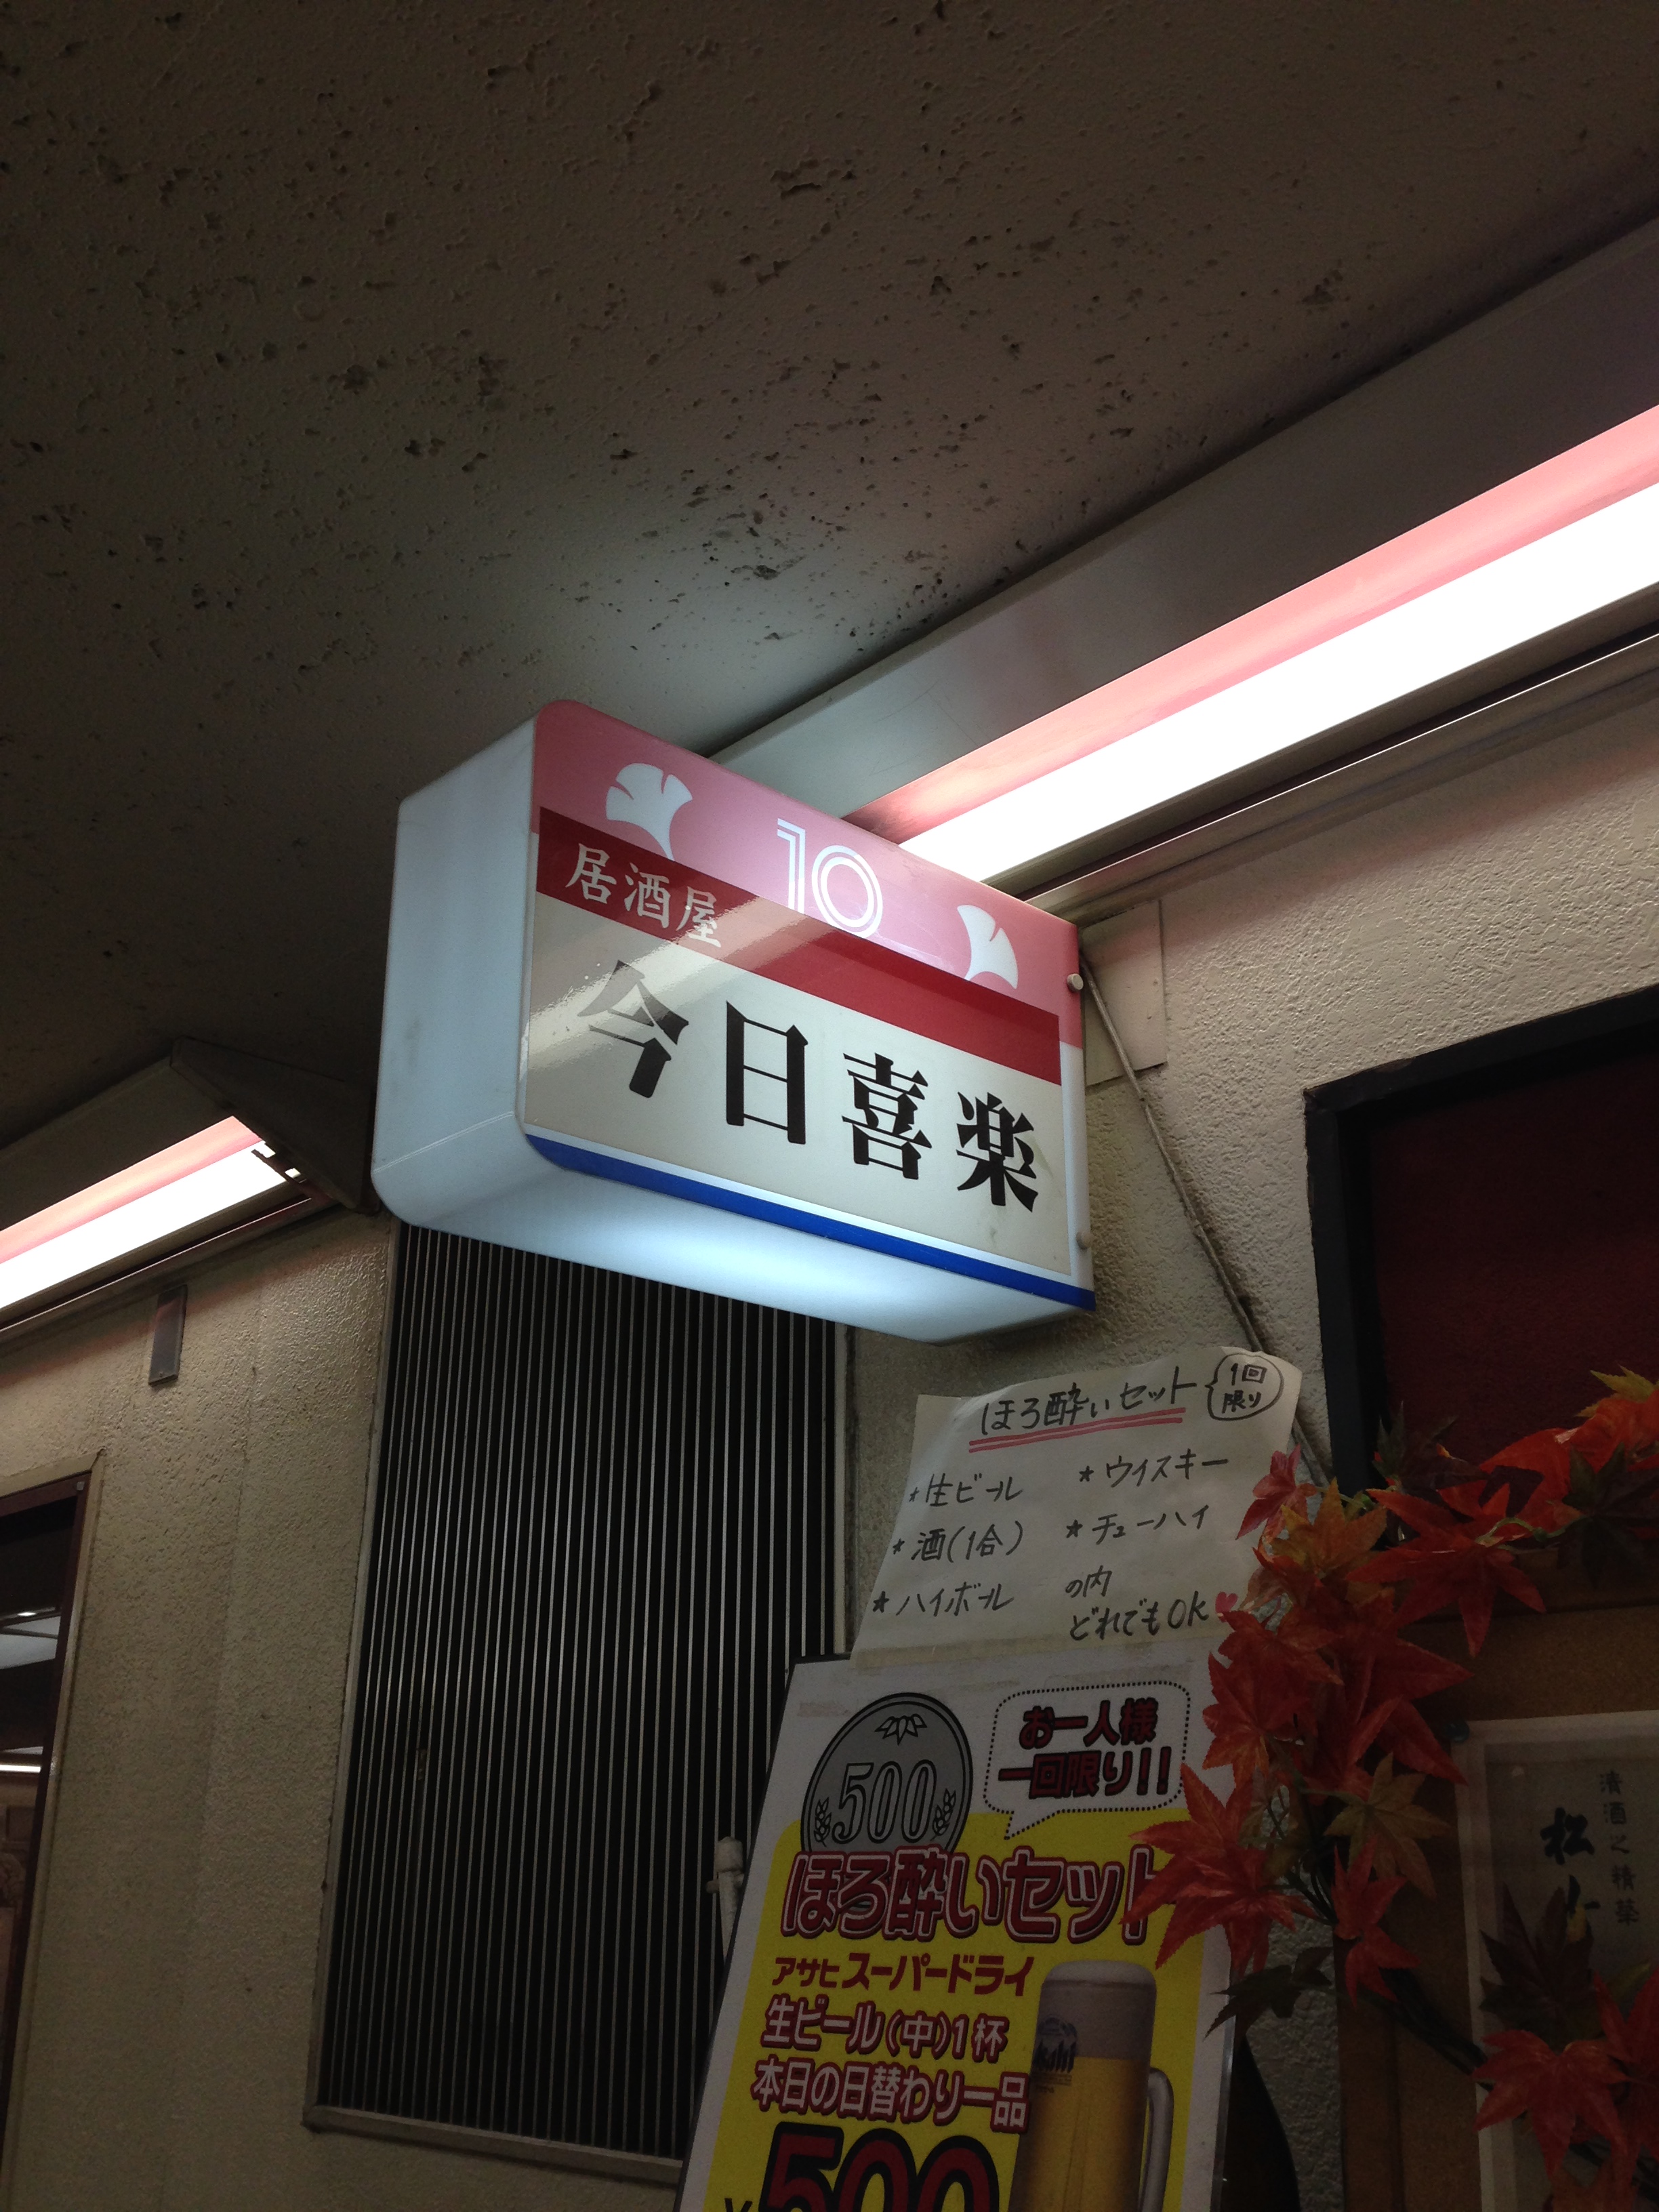 10
居酒屋
今日喜楽
ほろ酔いセット 1回
限り
* 生ビール
* ウイスキー
* 酒(1合)
* チューハイ
* ハイボール
の内
どれでもOK
500
お一人様
一回限り!!
ほろ酔いセット
アサヒスーパードライ
生ビール(中)1杯
本日の日替わり一品
¥500
Asahi
清酒之精華
松